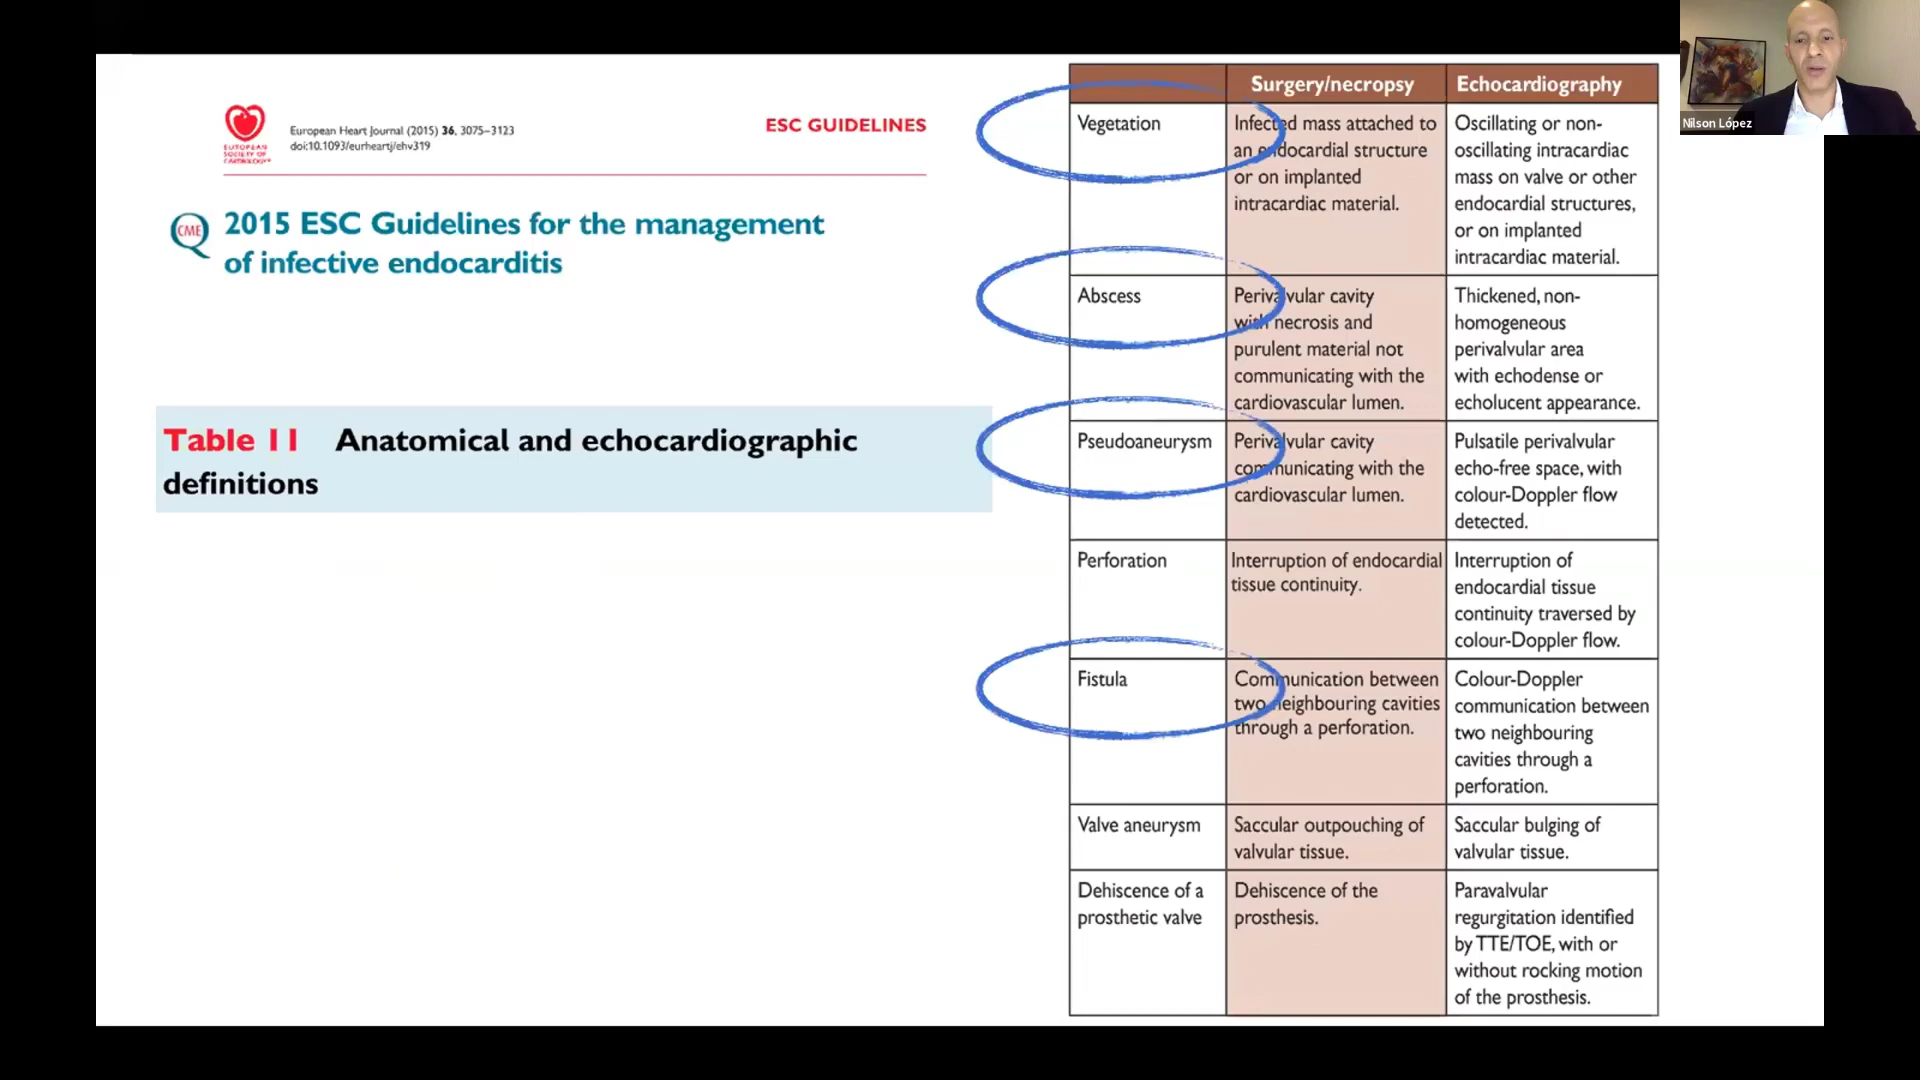 EUROPEAN
SOCIETY OF
CARDIOLOGY®
European Heart Journal (2015) 36, 3075–3123
doi:10.1093/eurheartj/ehv319
ESC GUIDELINES
CME
2015 ESC Guidelines for the management
of infective endocarditis
Table 11 Anatomical and echocardiographic
definitions
Surgery/necropsy
Echocardiography
Vegetation
Infected mass attached to
an endocardial structure
or on implanted
intracardiac material.
Oscillating or non-
oscillating intracardiac
mass on valve or other
endocardial structures,
or on implanted
intracardiac material.
Abscess
Perivalvular cavity
with necrosis and
purulent material not
communicating with the
cardiovascular lumen.
Thickened, non-
homogeneous
perivalvular area
with echodense or
echolucent appearance.
Pseudoaneurysm
Perivalvular cavity
communicating with the
cardiovascular lumen.
Pulsatile perivalvular
echo-free space, with
colour-Doppler flow
detected.
Perforation
Interruption of endocardial
tissue continuity.
Interruption of
endocardial tissue
continuity traversed by
colour-Doppler flow.
Fistula
Communication between
two neighbouring cavities
through a perforation.
Colour-Doppler
communication between
two neighbouring
cavities through a
perforation.
Valve aneurysm
Saccular outpouching of
valvular tissue.
Saccular bulging of
valvular tissue.
Dehiscence of a
prosthetic valve
Dehiscence of the
prosthesis.
Paravalvular
regurgitation identified
by TTE/TOE, with or
without rocking motion
of the prosthesis.
Nilson López